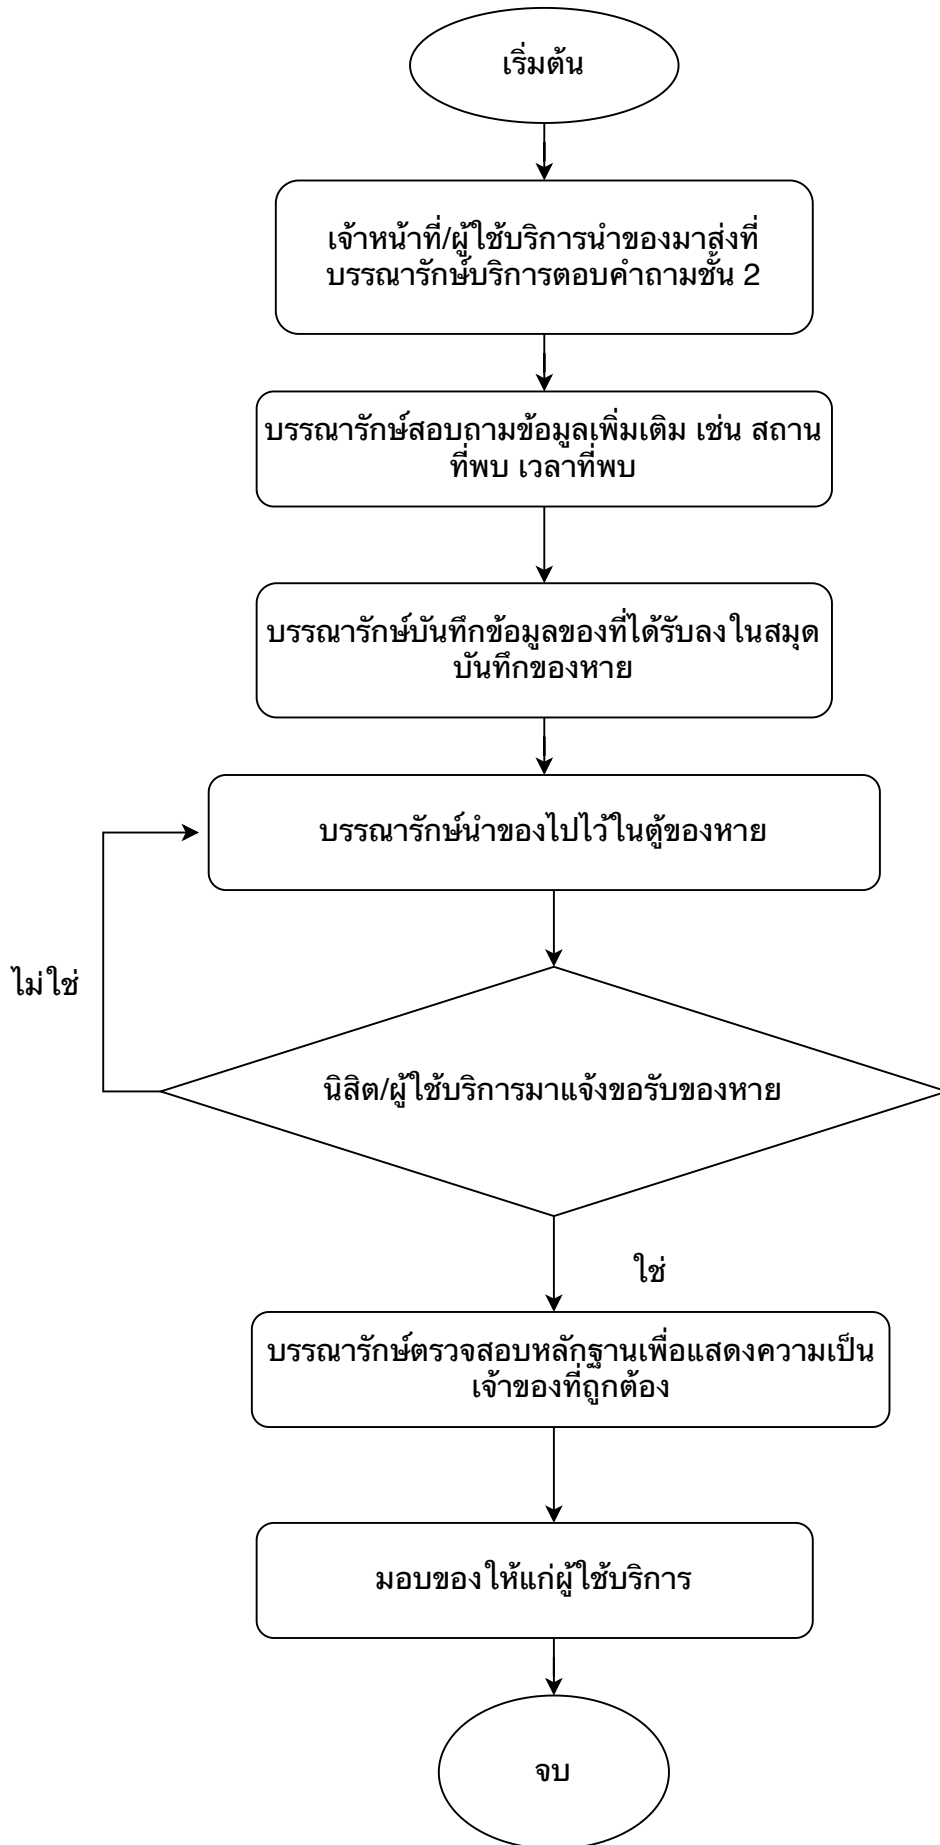 เริ่มต้น
เจ้าหน้าที่/ผู้ใช้บริการนำของมาส่งที่
บรรณารักษ์บริการตอบคำถามชั้น 2
บรรณารักษ์สอบถามข้อมูลเพิ่มเติม เช่น สถาน
ที่พบ เวลาที่พบ
บรรณารักษ์บันทึกข้อมูลของที่ได้รับลงในสมุด
บันทึกของหาย
บรรณารักษ์นำของไปไว้ในตู้ของหาย
ไม่ใช่
นิสิต/ผู้ใช้บริการมาแจ้งขอรับของหาย
ใช่
บรรณารักษ์ตรวจสอบหลักฐานเพื่อแสดงความเป็น
เจ้าของที่ถูกต้อง
มอบของให้แก่ผู้ใช้บริการ
จบ